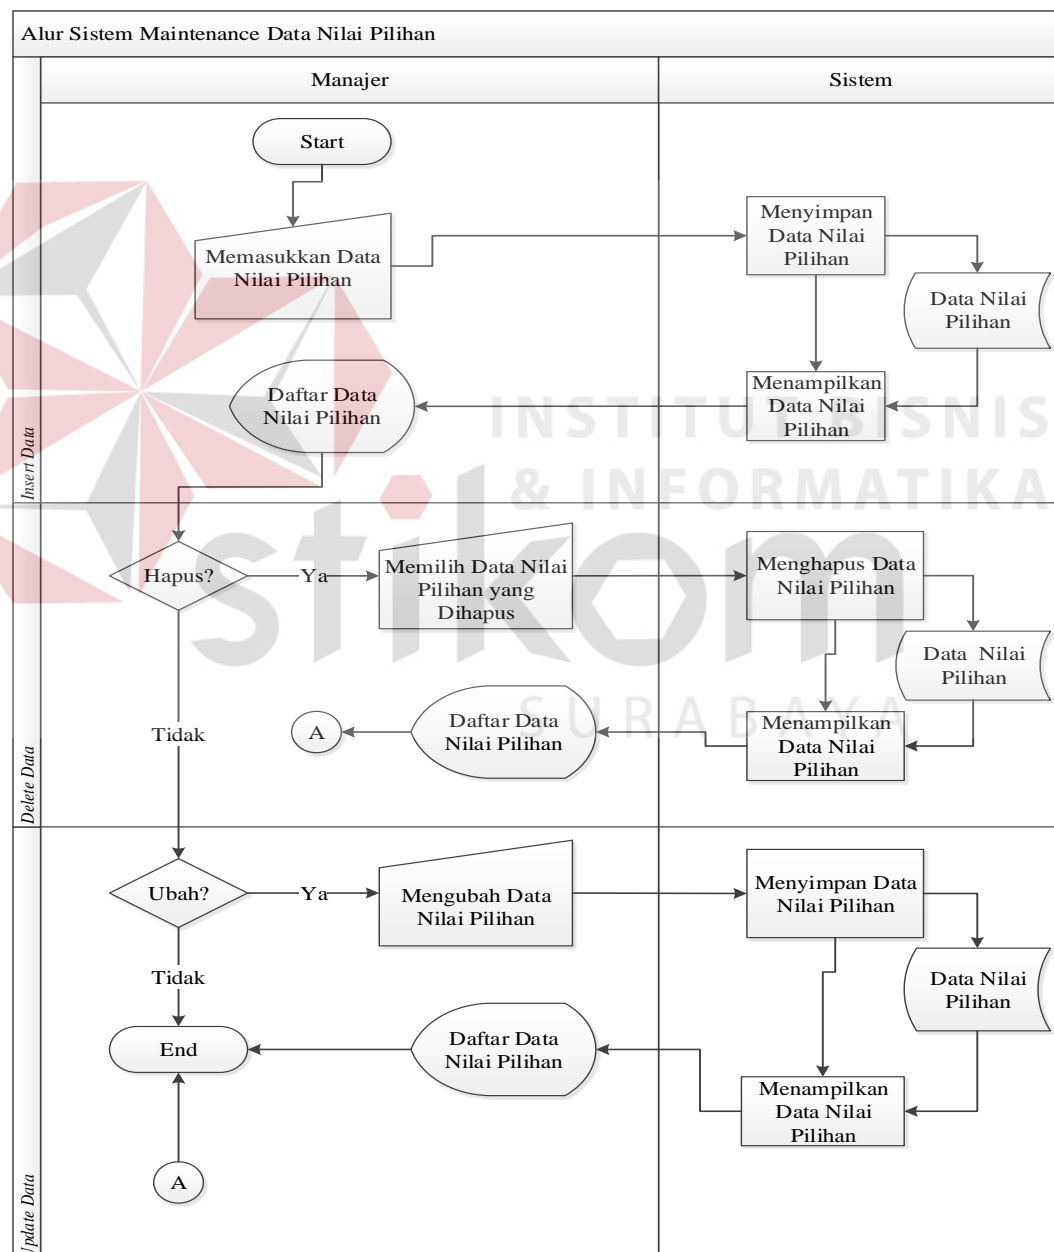 Alur Sistem Maintenance Data Nilai Pilihan
Manajer
Sistem
Insert Data
Start
Memasukkan Data
Nilai Pilihan
Menyimpan
Data Nilai
Pilihan
Data Nilai
Pilihan
Menampilkan
Data Nilai
Pilihan
Daftar Data
Nilai Pilihan
INSTITUT BISNIS
& INFORMATIKA
stikom
SURABAYA
Delete Data
Hapus?
Ya
Memilih Data Nilai
Pilihan yang
Dihapus
Menghapus Data
Nilai Pilihan
Data Nilai
Pilihan
Menampilkan
Data Nilai
Pilihan
Daftar Data
Nilai Pilihan
A
Tidak
Update Data
Ubah?
Ya
Mengubah Data
Nilai Pilihan
Menyimpan Data
Nilai Pilihan
Data Nilai
Pilihan
Menampilkan
Data Nilai
Pilihan
Daftar Data
Nilai Pilihan
Tidak
End
A